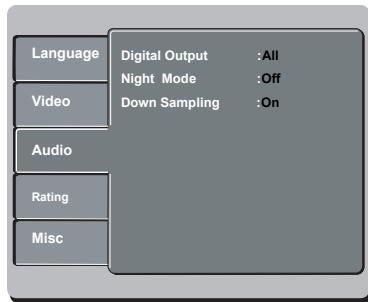 Language
Video
Audio
Rating
Misc
Digital Output :All
Night Mode :Off
Down Sampling :On